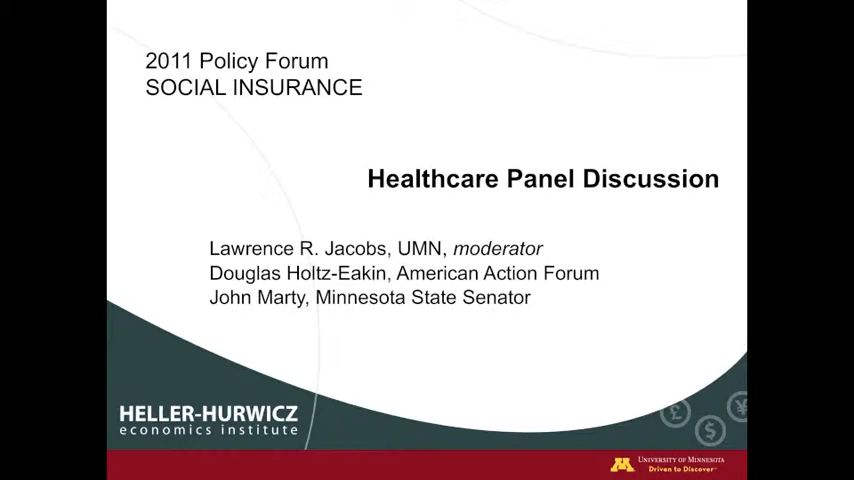 2011 Policy Forum
SOCIAL INSURANCE
Healthcare Panel Discussion
Lawrence R. Jacobs, UMN, moderator
Douglas Holtz-Eakin, American Action Forum
John Marty, Minnesota State Senator
HELLER-HURWICZ
economics institute
£ $ ¥
M UNIVERSITY OF MINNESOTA
Driven to Discover℠